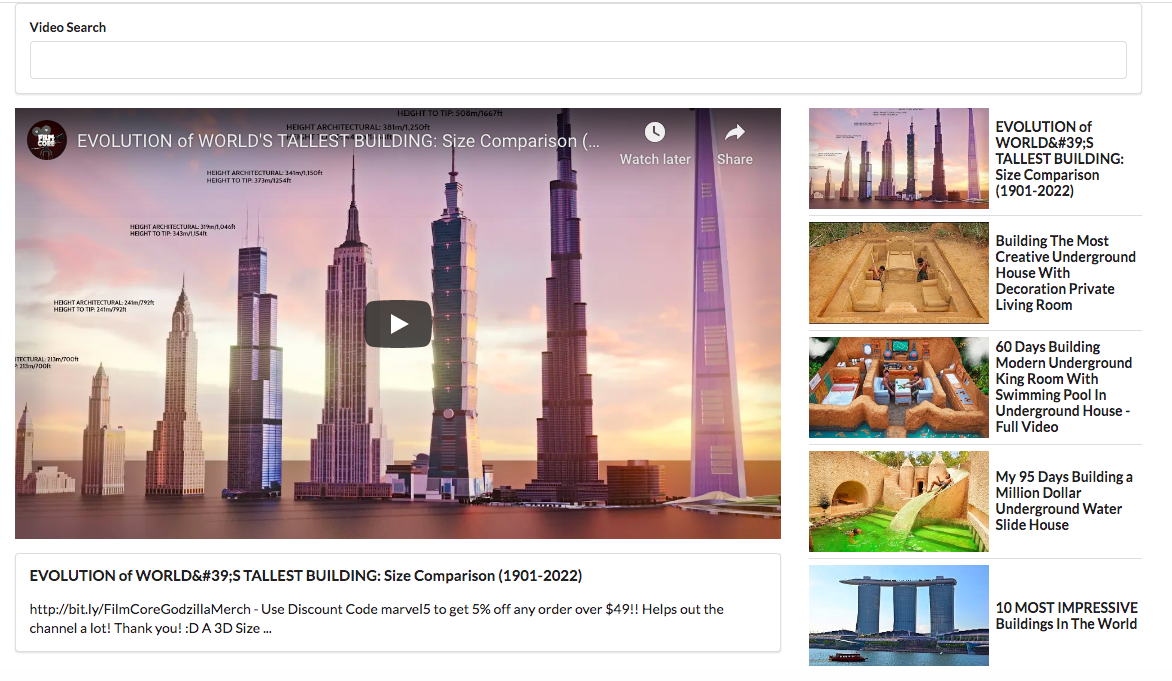 Video Search
FILM
CORE
EVOLUTION of WORLD'S TALLEST BUILDING: Size Comparison (...
Watch later
Share
HEIGHT TO TIP: 508m/1667ft
HEIGHT ARCHITECTURAL: 381m/1,250ft
HEIGHT ARCHITECTURAL: 341m/1,150ft
HEIGHT TO TIP: 373m/1254ft
HEIGHT ARCHITECTURAL: 319m/1,046ft
HEIGHT TO TIP: 343m/1,154ft
HEIGHT ARCHITECTURAL: 241m/792ft
HEIGHT TO TIP: 241m/792ft
TECTURAL: 213m/700ft
P: 213m/700ft
EVOLUTION of WORLD&#39;S TALLEST BUILDING: Size Comparison (1901-2022)
http://bit.ly/FilmCoreGodzillaMerch - Use Discount Code marvel5 to get 5% off any order over $49!! Helps out the
channel a lot! Thank you! :D A 3D Size ...
EVOLUTION of
WORLD&#39;S
TALLEST BUILDING:
Size Comparison
(1901-2022)
Building The Most
Creative Underground
House With
Decoration Private
Living Room
60 Days Building
Modern Underground
King Room With
Swimming Pool In
Underground House -
Full Video
My 95 Days Building a
Million Dollar
Underground Water
Slide House
10 MOST IMPRESSIVE
Buildings In The World